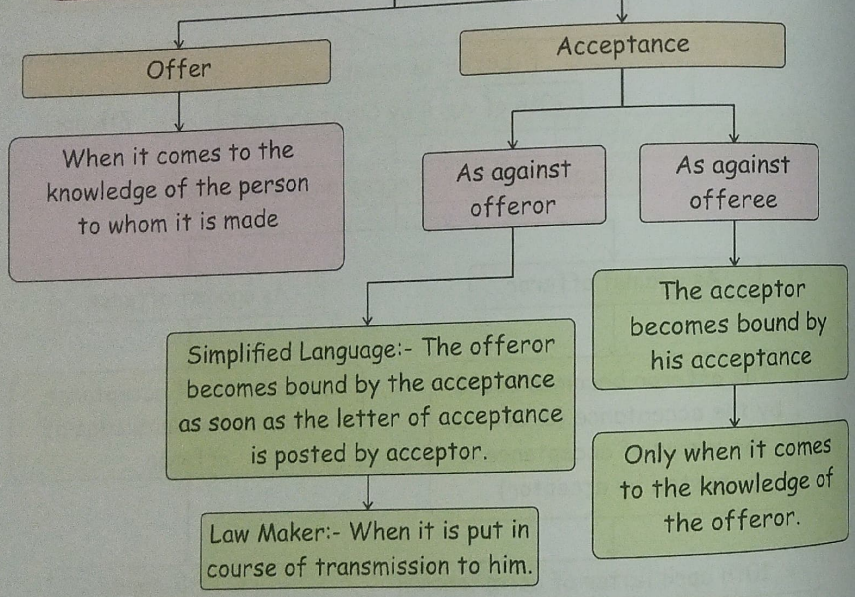 Offer
When it comes to the
knowledge of the person
to whom it is made
Acceptance
As against
offeror
Simplified Language:- The offeror
becomes bound by the acceptance
as soon as the letter of acceptance
is posted by acceptor.
Law Maker:- When it is put in
course of transmission to him.
As against
offeree
The acceptor
becomes bound by
his acceptance
Only when it comes
to the knowledge of
the offeror.